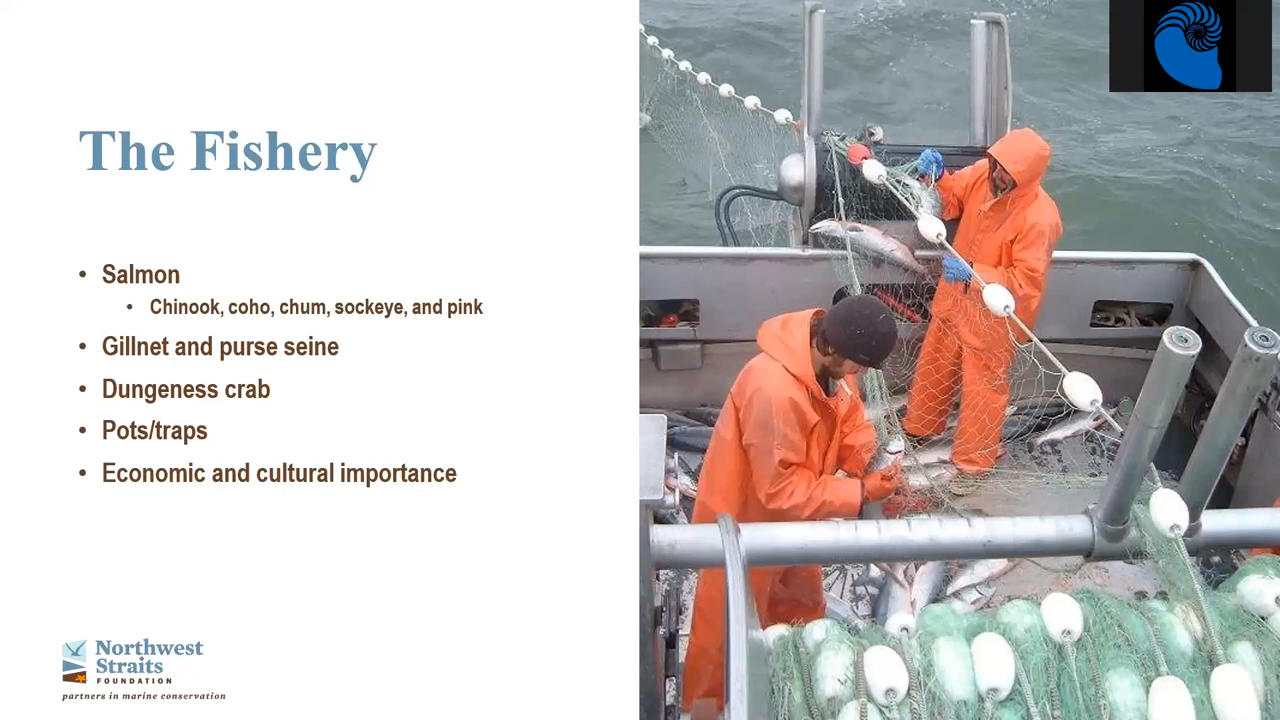 The Fishery
• Salmon
• Chinook, coho, chum, sockeye, and pink
• Gillnet and purse seine
• Dungeness crab
• Pots/traps
• Economic and cultural importance
Northwest
Straits
FOUNDATION
partners in marine conservation